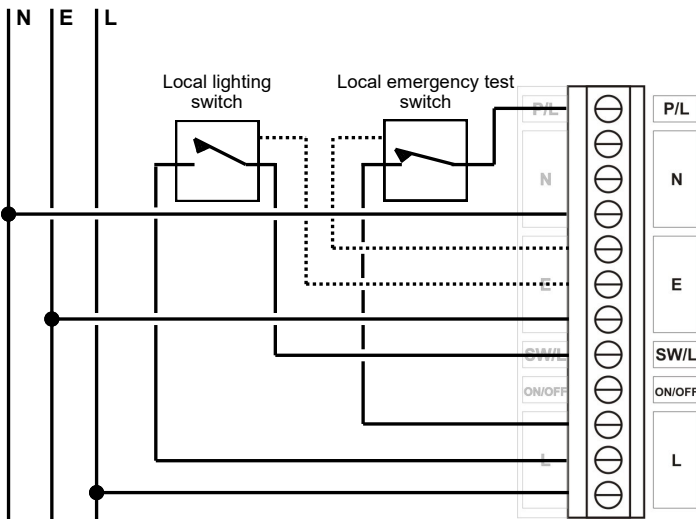 N E L
Local lighting
switch
Local emergency test
switch
P/L P/L
N N
E E
SW/L SW/L
ON/OFF ON/OFF
L L